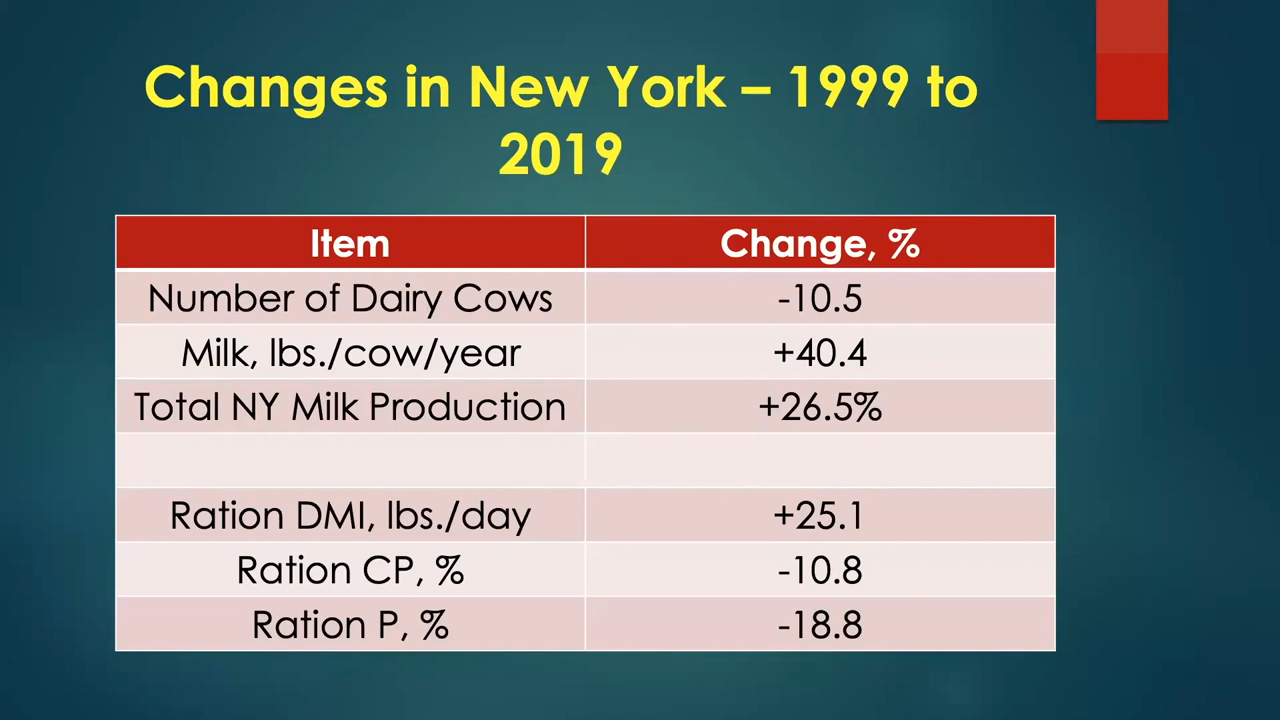 Changes in New York – 1999 to
2019
Item Change, %
Number of Dairy Cows -10.5
Milk, lbs./cow/year +40.4
Total NY Milk Production +26.5%
Ration DMI, lbs./day +25.1
Ration CP, % -10.8
Ration P, % -18.8